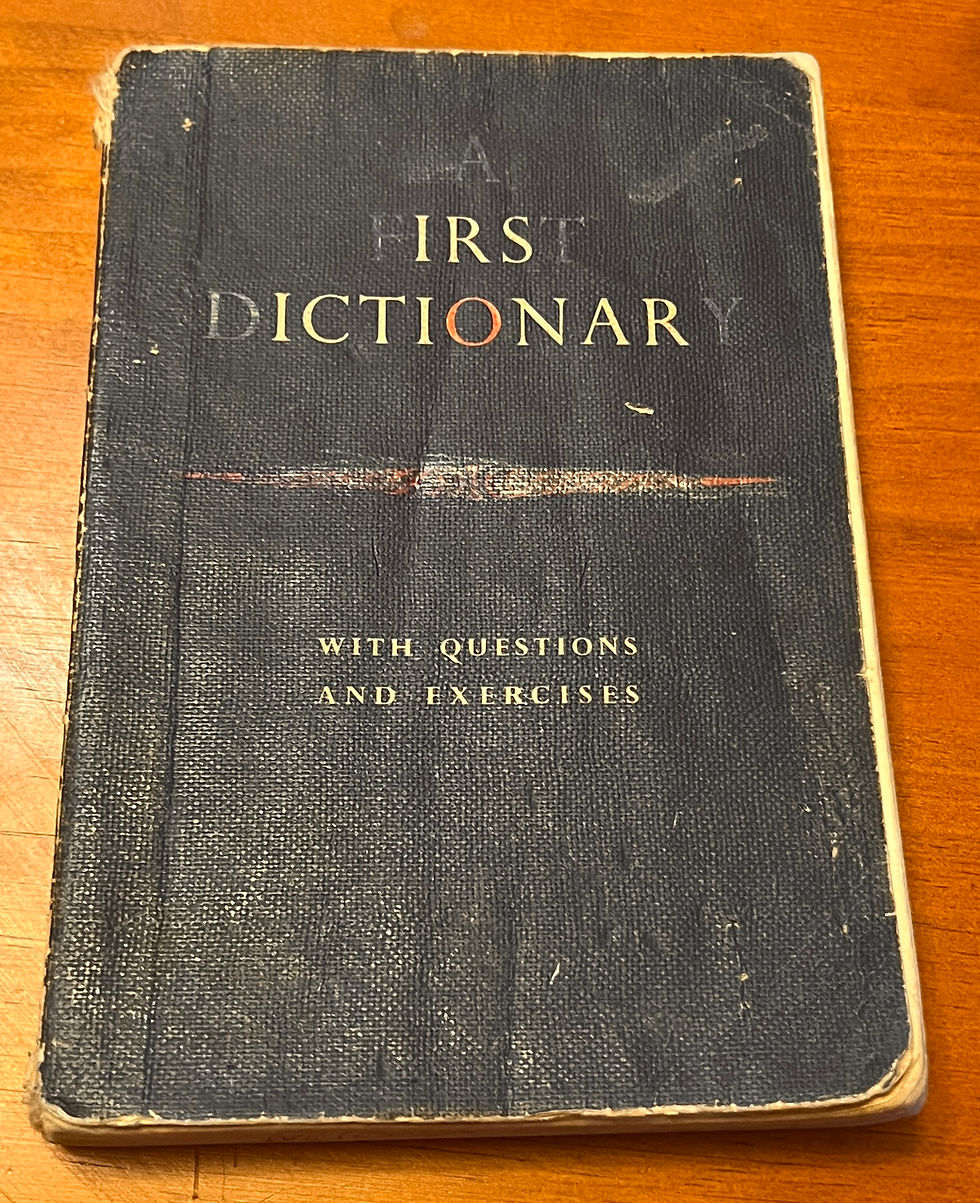 A
FIRST
DICTIONARY
WITH QUESTIONS
AND EXERCISES